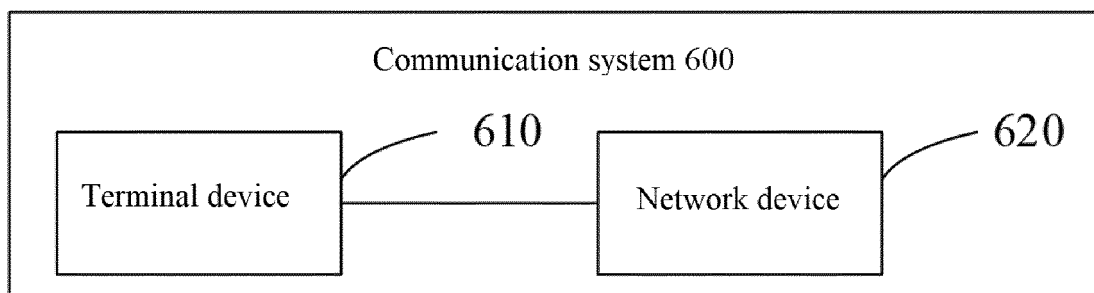 Communication system 600
610
620
Terminal device
Network device